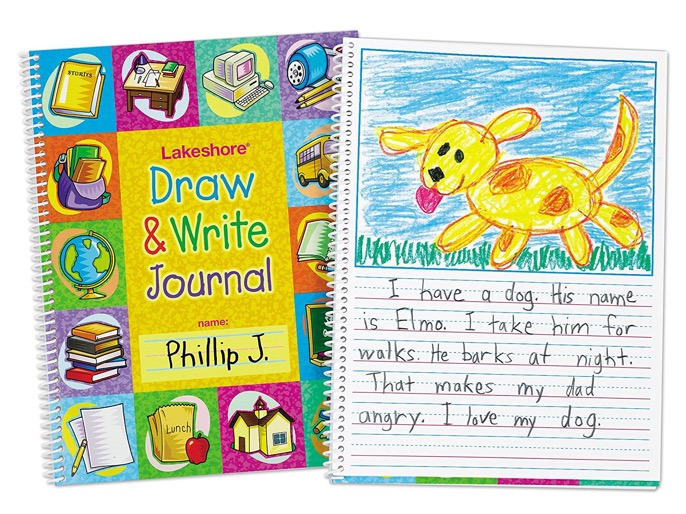 STORIES
Lakeshore®
Draw
& Write
Journal
name:
Phillip J.
Lunch
I have a dog. His name
is Elmo. I take him for
walks. He barks at night.
That makes my dad
angry. I love my dog.